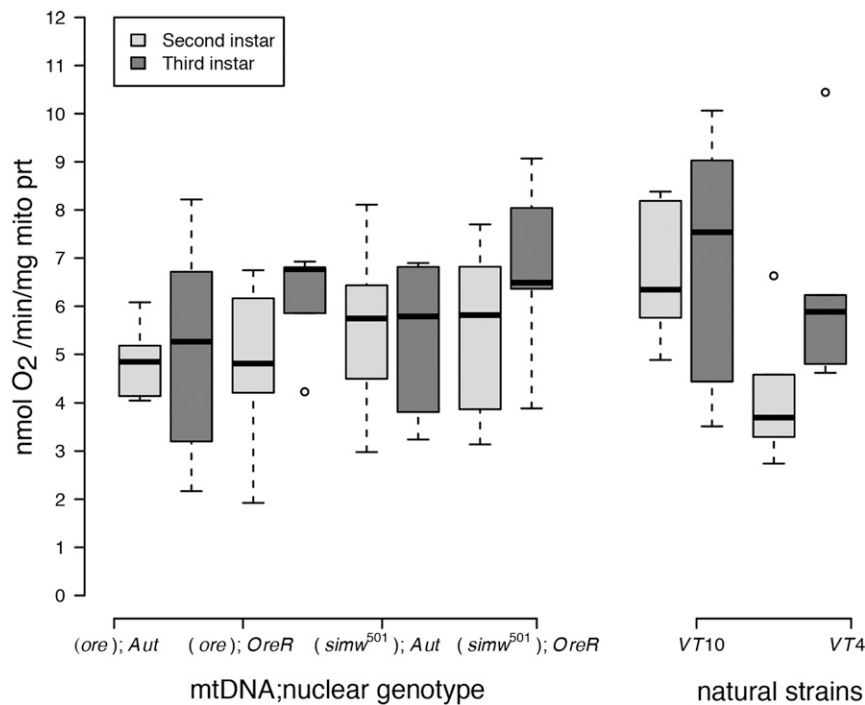 12
11
10
9
8
7
6
5
4
3
2
1
0
nmol O2 /min/mg mito prt
Second instar
Third instar
(ore); Aut (ore); OreR (simw501); Aut (simw501); OreR VT10 VT4
mtDNA;nuclear genotype natural strains